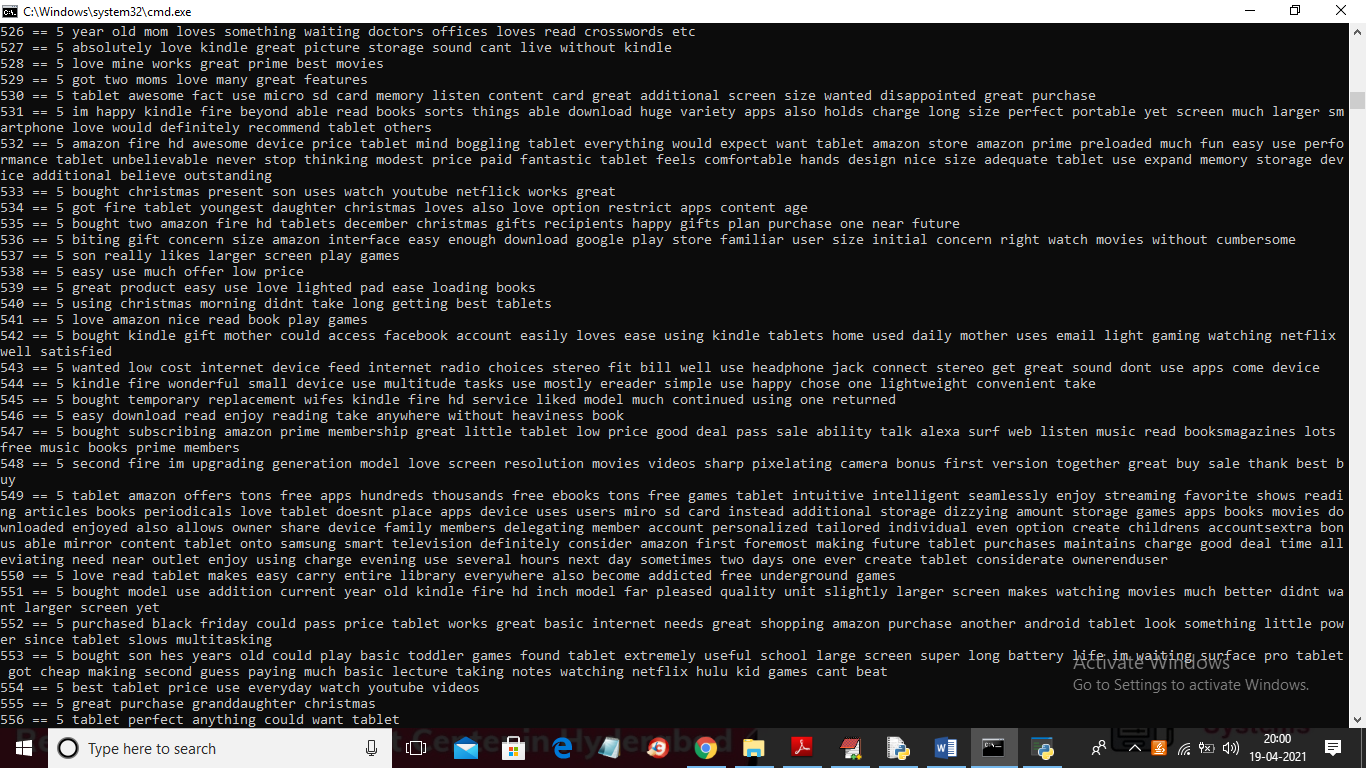 C:\Windows\system32\cmd.exe
526 == 5 year old mom loves something waiting doctors offices loves read crosswords etc
527 == 5 absolutely love kindle great picture storage sound cant live without kindle
528 == 5 love mine works great prime best movies
529 == 5 got two moms love many great features
530 == 5 tablet awesome fact use micro sd card memory listen content card great additional screen size wanted disappointed great purchase
531 == 5 im happy kindle fire beyond able read books sorts things able download huge variety apps also holds charge long size perfect portable yet screen much larger sm
artphone love would definitely recommend tablet others
532 == 5 amazon fire hd awesome device price tablet mind boggling tablet everything would expect want tablet amazon store amazon prime preloaded much fun easy use perfo
rmance tablet unbelievable never stop thinking modest price paid fantastic tablet feels comfortable hands design nice size adequate tablet use expand memory storage dev
ice additional believe outstanding
533 == 5 bought christmas present son uses watch youtube netflick works great
534 == 5 got fire tablet youngest daughter christmas loves also love option restrict apps content age
535 == 5 bought two amazon fire hd tablets december christmas gifts recipients happy gifts plan purchase one near future
536 == 5 biting gift concern size amazon interface easy enough download google play store familiar user size initial concern right watch movies without cumbersome
537 == 5 son really likes larger screen play games
538 == 5 easy use much offer low price
539 == 5 great product easy use love lighted pad ease loading books
540 == 5 using christmas morning didnt take long getting best tablets
541 == 5 love amazon nice read book play games
542 == 5 bought kindle gift mother could access facebook account easily loves ease using kindle tablets home used daily mother uses email light gaming watching netflix
well satisfied
543 == 5 wanted low cost internet device feed internet radio choices stereo fit bill well use headphone jack connect stereo get great sound dont use apps come device
544 == 5 kindle fire wonderful small device use multitude tasks use mostly ereader simple use happy chose one lightweight convenient take
545 == 5 bought temporary replacement wifes kindle fire hd service liked model much continued using one returned
546 == 5 easy download read enjoy reading take anywhere without heaviness book
547 == 5 bought subscribing amazon prime membership great little tablet low price good deal pass sale ability talk alexa surf web listen music read booksmagazines lots
free music books prime members
548 == 5 second fire im upgrading generation model love screen resolution movies videos sharp pixelating camera bonus first version together great buy sale thank best b
uy
549 == 5 tablet amazon offers tons free apps hundreds thousands free ebooks tons free games tablet intuitive intelligent seamlessly enjoy streaming favorite shows readi
ng articles books periodicals love tablet doesnt place apps device uses users miro sd card instead additional storage dizzying amount storage games apps books movies do
wnloaded enjoyed also allows owner share device family members delegating member account personalized tailored individual even option create childrens accountsextra bon
us able mirror content tablet onto samsung smart television definitely consider amazon first foremost making future tablet purchases maintains charge good deal time all
eviating need near outlet enjoy using charge evening use several hours next day sometimes two days one ever create tablet considerate ownerenduser
550 == 5 love read tablet makes easy carry entire library everywhere also become addicted free underground games
551 == 5 bought model use addition current year old kindle fire hd inch model far pleased quality unit slightly larger screen makes watching movies much better didnt wa
nt larger screen yet
552 == 5 purchased black friday could pass price tablet works great basic internet needs great shopping amazon purchase another android tablet look something little pow
er since tablet slows multitasking
553 == 5 bought son hes years old could play basic toddler games found tablet extremely useful school large screen super long battery life im waiting surface pro tablet
got cheap making second guess paying much basic lecture taking notes watching netflix hulu kid games cant beat
554 == 5 best tablet price use everyday watch youtube videos
555 == 5 great purchase granddaughter christmas
556 == 5 tablet perfect anything could want tablet
Activate Windows
Go to Settings to activate Windows.
Type here to search
20:00
19-04-2021